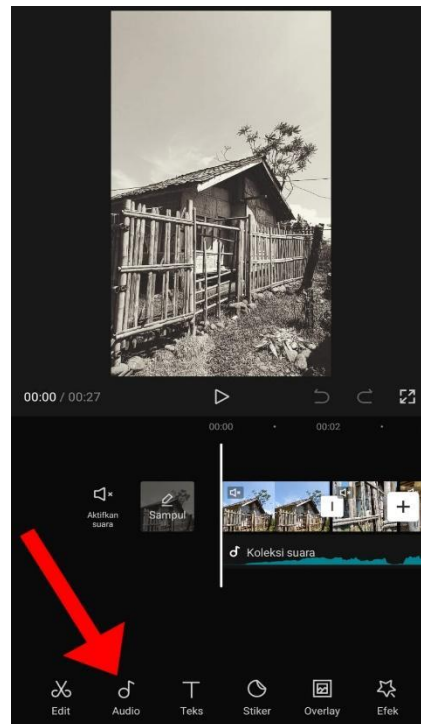 00:00 / 00:27
00:00
00:02
Aktifkan suara
Sampul
Koleksi suara
Edit
Audio
Teks
Stiker
Overlay
Efek